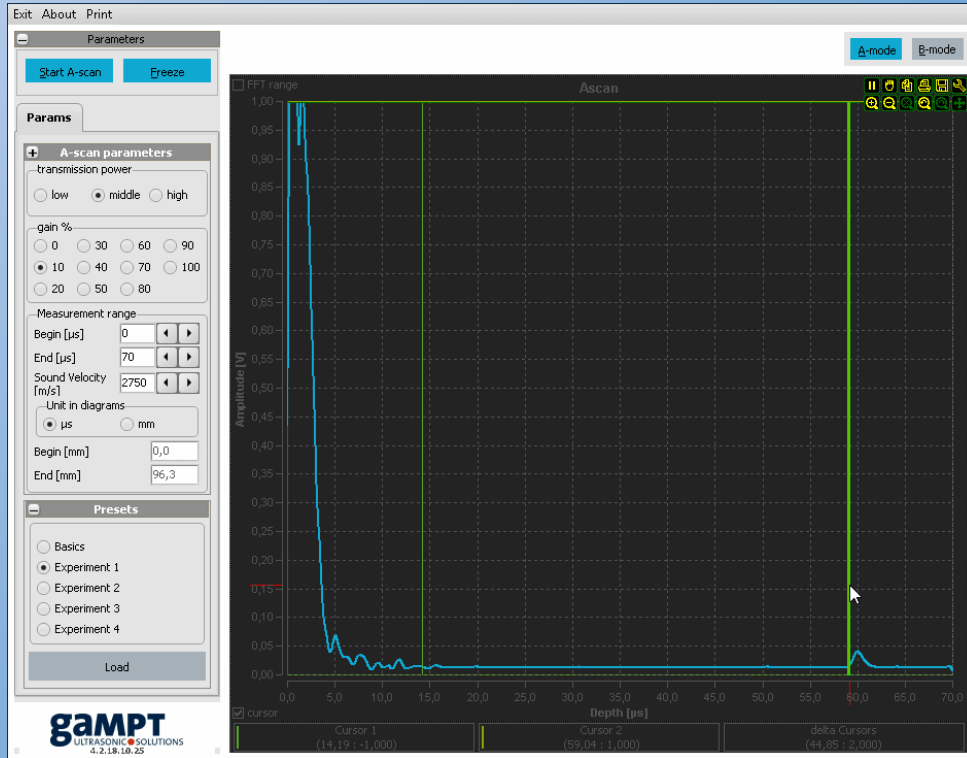 Exit About Print
Parameters
Start A-scan Freeze
A-mode B-mode
Params
A-scan parameters
transmission power
low middle high
gain %
0 30 60 90
10 40 70 100
20 50 80
Measurement range
Begin [µs] 0
End [µs] 70
Sound Velocity [m/s] 2750
Unit in diagrams
µs mm
Begin [mm] 0,0
End [mm] 96,3
Presets
Basics
Experiment 1
Experiment 2
Experiment 3
Experiment 4
Load
gampt
ULTRASONIC SOLUTIONS
4.2.18.10.25
FFT range
Ascan
1,00
0,95
0,90
0,85
0,80
0,75
0,70
0,65
0,60
0,55
0,50
0,45
0,40
0,35
0,30
0,25
0,20
0,15
0,10
0,05
0,00
Amplitude [V]
0,0 5,0 10,0 15,0 20,0 25,0 30,0 35,0 40,0 45,0 50,0 55,0 60,0 65,0 70,0
cursor
Depth [µs]
Cursor 1
(14,19 : -1,000)
Cursor 2
(59,04 : 1,000)
delta Cursors
(44,85 : 2,000)